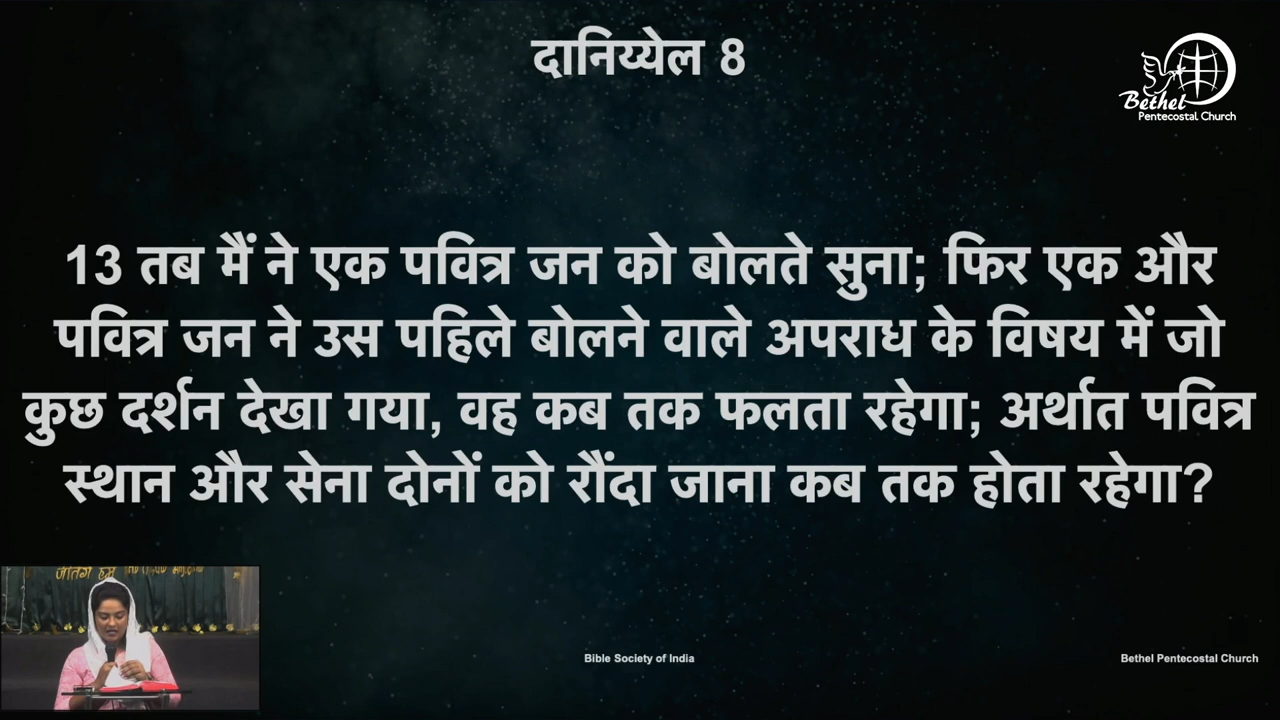 दानिय्येल 8
Bethel
Pentecostal Church
13 तब मैं ने एक पवित्र जन को बोलते सुना; फिर एक और
पवित्र जन ने उस पहिले बोलने वाले अपराध के विषय में जो
कुछ दर्शन देखा गया, वह कब तक फलता रहेगा; अर्थात पवित्र
स्थान और सेना दोनों को रौंदा जाना कब तक होता रहेगा?
Bible Society of India
Bethel Pentecostal Church